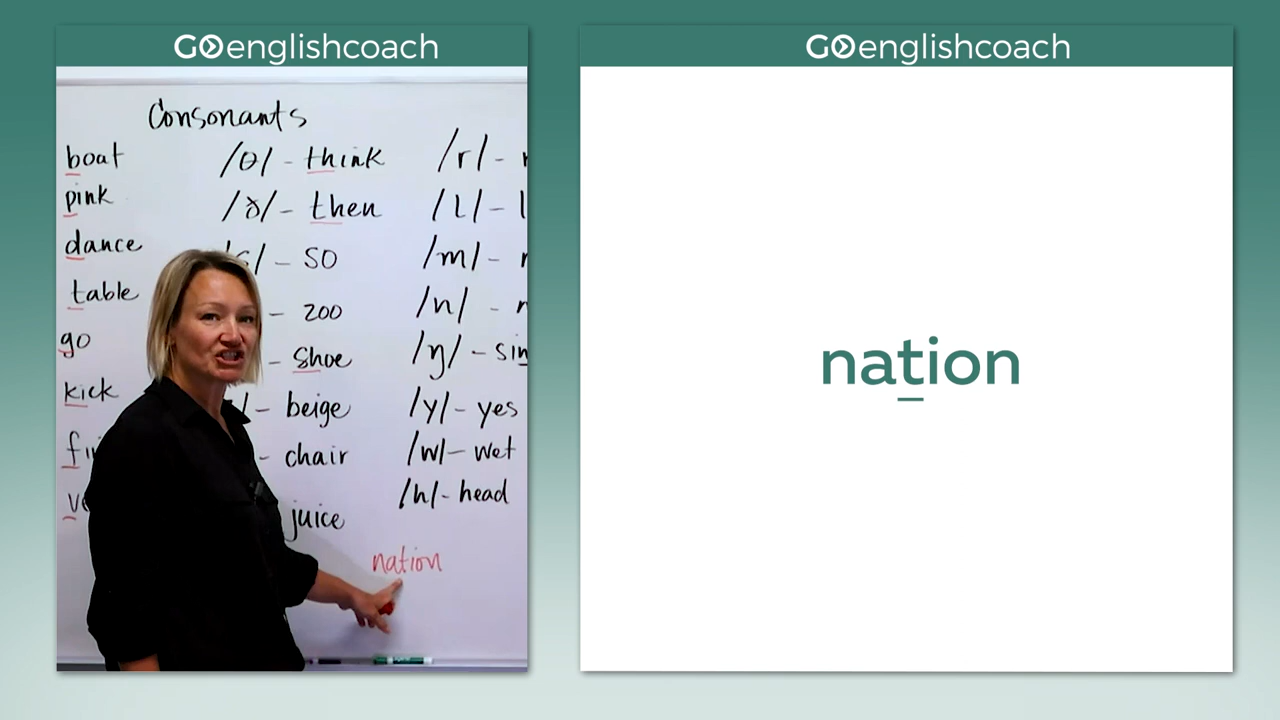 GOenglishcoach
Consonants
boat
pink
dance
table
go
kick
/θ/ - think
/ð/ - then
- so
- zoo
- shoe
- beige
- chair
juice
/r/ -
/L/ -
/m/ -
/n/ -
/ŋ/ - sin
/y/ - yes
/w/ - wet
/h/ - head
nation
GOenglishcoach
nation